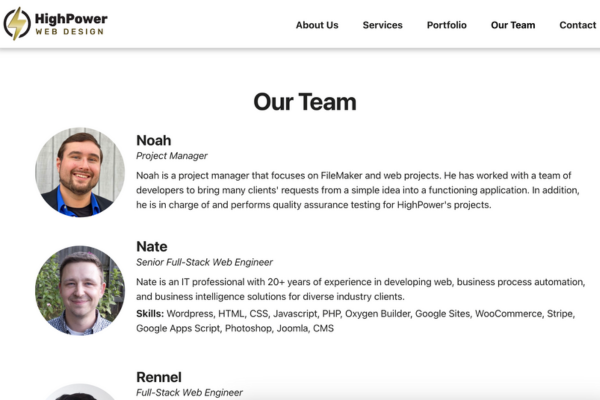 HighPower
WEB DESIGN
About Us
Services
Portfolio
Our Team
Contact
Our Team
Noah
Project Manager
Noah is a project manager that focuses on FileMaker and web projects. He has worked with a team of
developers to bring many clients' requests from a simple idea into a functioning application. In addition,
he is in charge of and performs quality assurance testing for HighPower's projects.
Nate
Senior Full-Stack Web Engineer
Nate is an IT professional with 20+ years of experience in developing web, business process automation,
and business intelligence solutions for diverse industry clients.
Skills: Wordpress, HTML, CSS, Javascript, PHP, Oxygen Builder, Google Sites, WooCommerce, Stripe,
Google Apps Script, Photoshop, Joomla, CMS
Rennel
Full-Stack Web Engineer